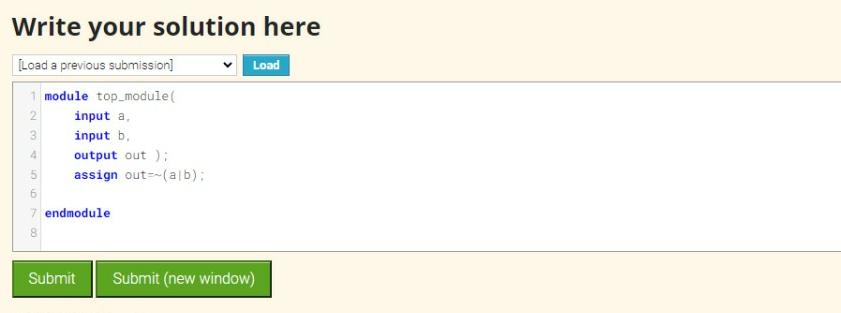 Write your solution here
[Load a previous submission] Load
1 module top_module(
2 input a,
3 input b,
4 output out );
5 assign out=~(a|b);
6
7 endmodule
8
Submit Submit (new window)